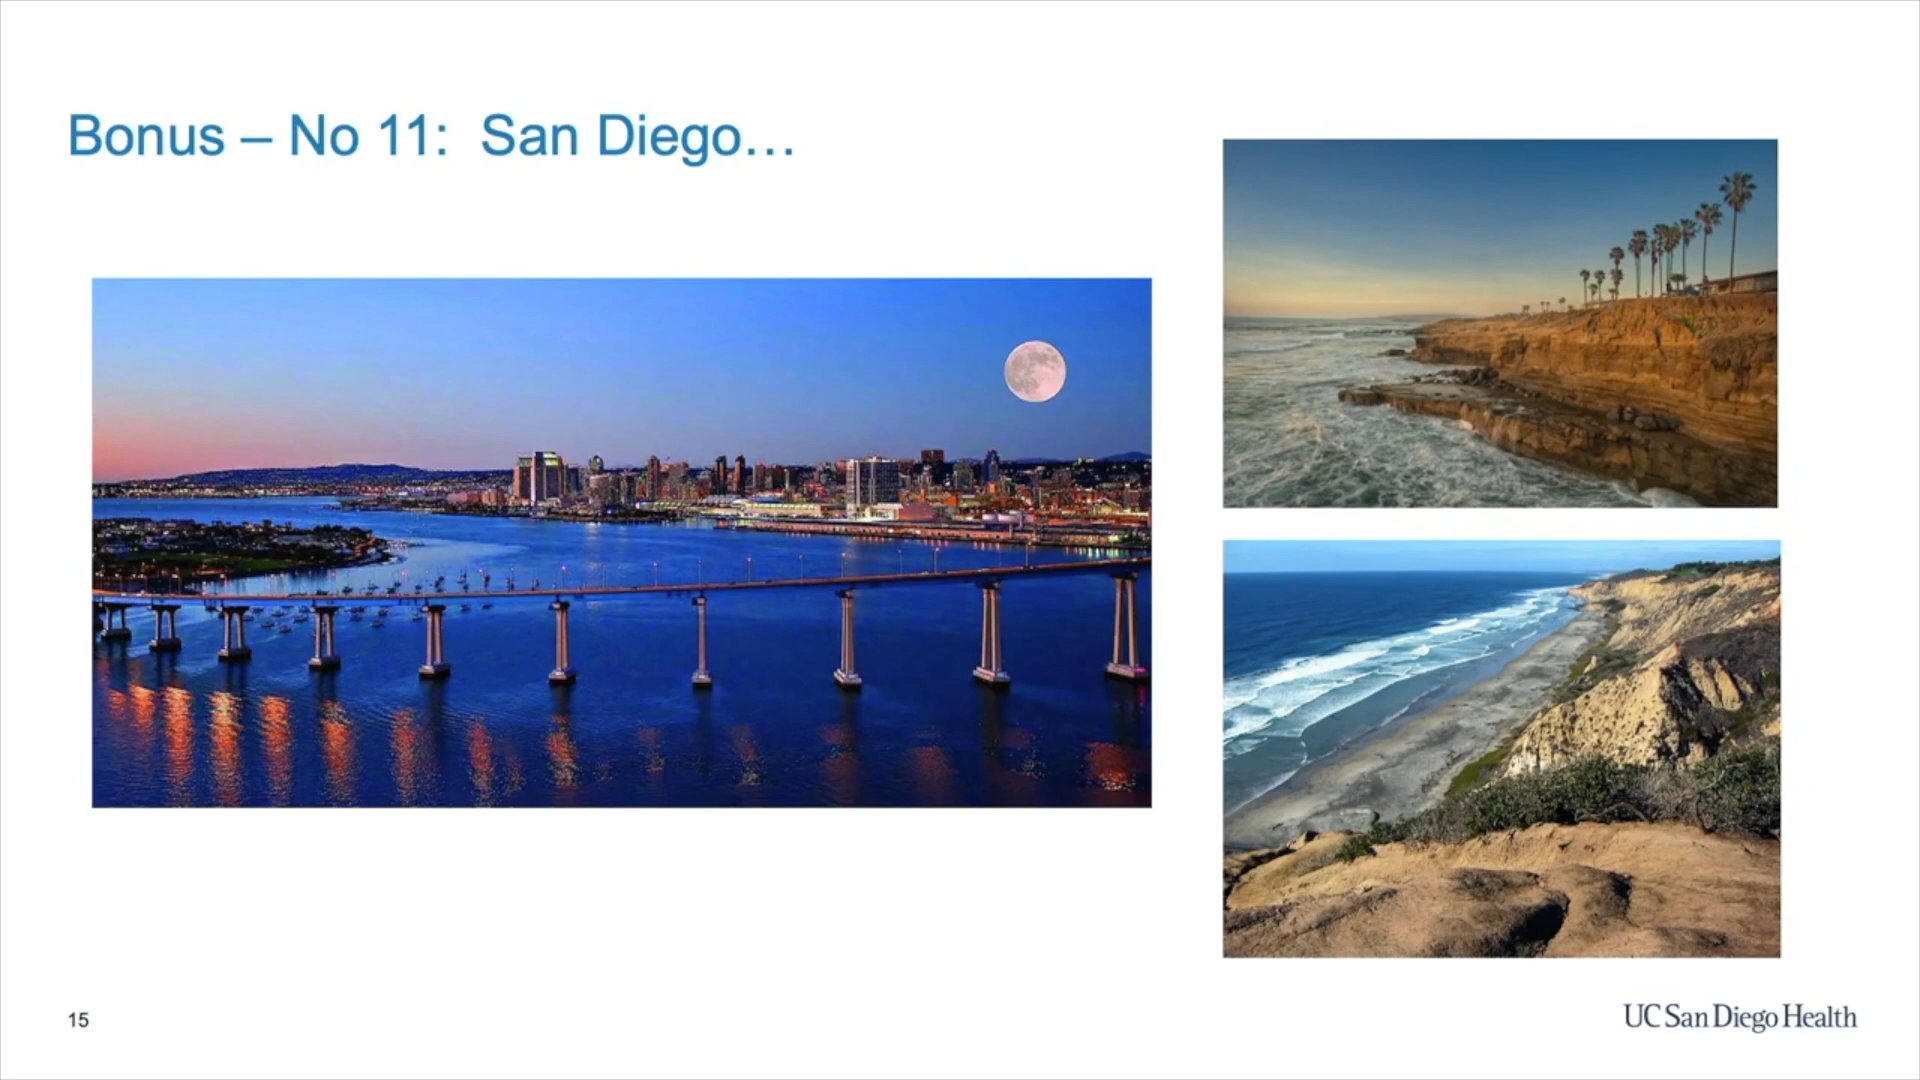 Bonus – No 11:  San Diego…
15
UC San Diego Health